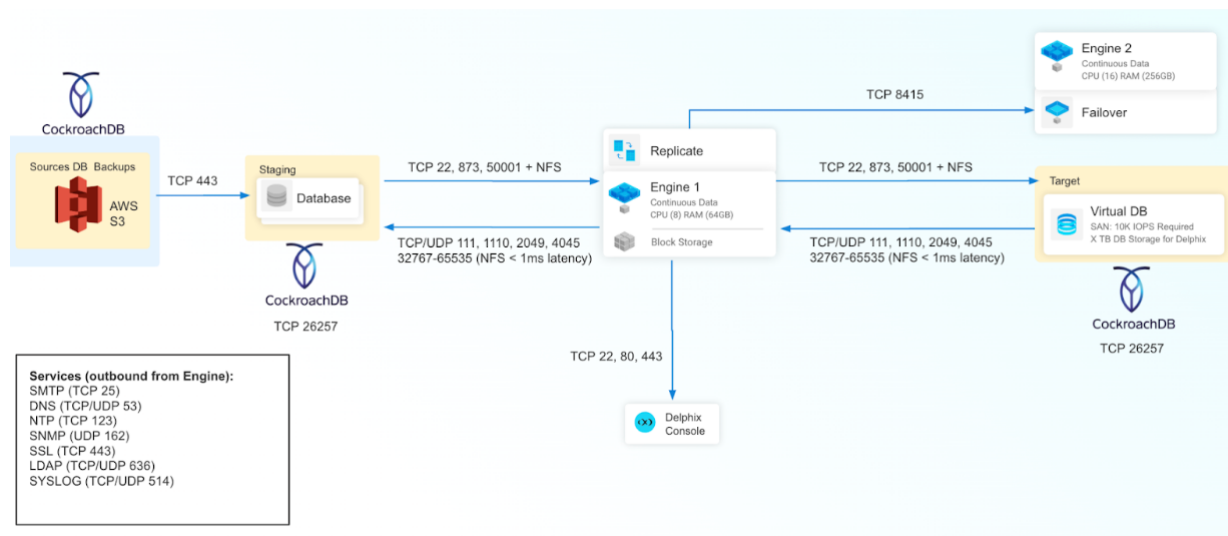 CockroachDB
Sources DB Backups
AWS
S3
TCP 443
Staging
Database
CockroachDB
TCP 26257
TCP 22, 873, 50001 + NFS
TCP/UDP 111, 1110, 2049, 4045
32767-65535 (NFS < 1ms latency)
Replicate
Engine 1
Continuous Data
CPU (8) RAM (64GB)
Block Storage
TCP 8415
Engine 2
Continuous Data
CPU (16) RAM (256GB)
Failover
TCP 22, 873, 50001 + NFS
TCP/UDP 111, 1110, 2049, 4045
32767-65535 (NFS < 1ms latency)
Target
Virtual DB
SAN: 10K IOPS Required
X TB DB Storage for Delphix
CockroachDB
TCP 26257
TCP 22, 80, 443
Delphix
Console
Services (outbound from Engine):
SMTP (TCP 25)
DNS (TCP/UDP 53)
NTP (TCP 123)
SNMP (UDP 162)
SSL (TCP 443)
LDAP (TCP/UDP 636)
SYSLOG (TCP/UDP 514)